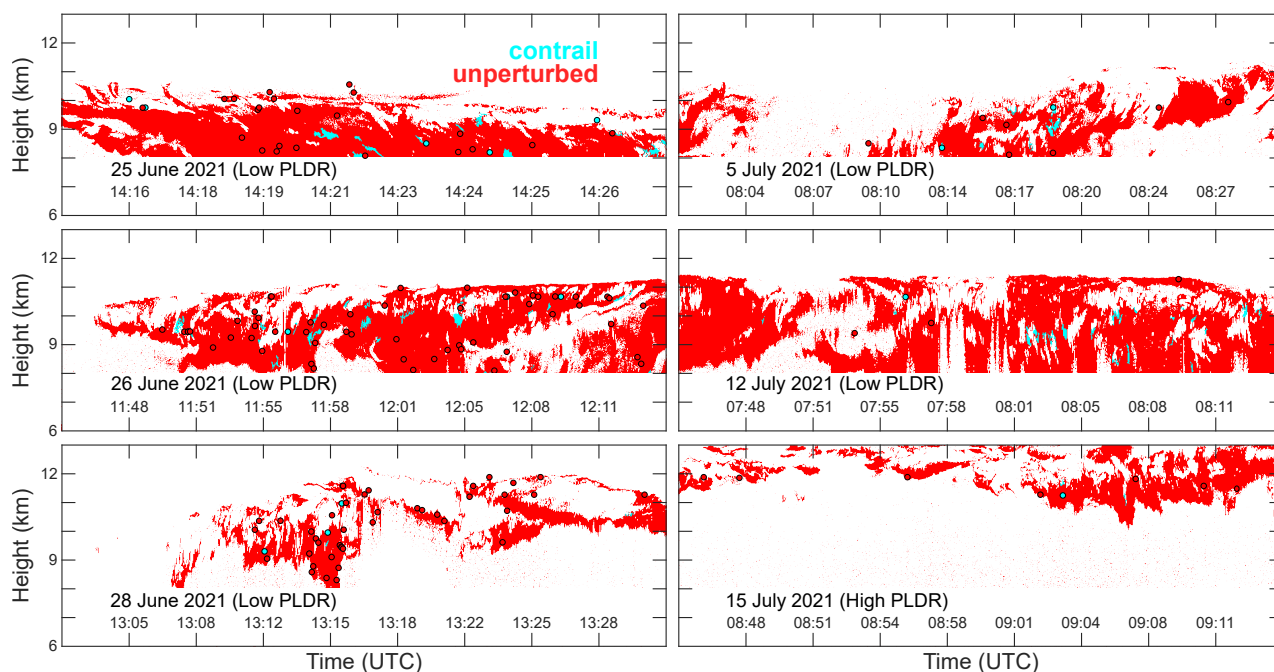 12
9
6
Height (km)
contrail
unperturbed
25 June 2021 (Low PLDR)
14:16 14:18 14:19 14:21 14:23 14:24 14:25 14:26
5 July 2021 (Low PLDR)
08:04 08:07 08:10 08:14 08:17 08:20 08:24 08:27
12
9
6
Height (km)
26 June 2021 (Low PLDR)
11:48 11:51 11:55 11:58 12:01 12:05 12:08 12:11
12 July 2021 (Low PLDR)
07:48 07:51 07:55 07:58 08:01 08:05 08:08 08:11
12
9
6
Height (km)
28 June 2021 (Low PLDR)
13:05 13:08 13:12 13:15 13:18 13:22 13:25 13:28
Time (UTC)
15 July 2021 (High PLDR)
08:48 08:54 08:58 09:01 09:04 09:08 09:11
Time (UTC)